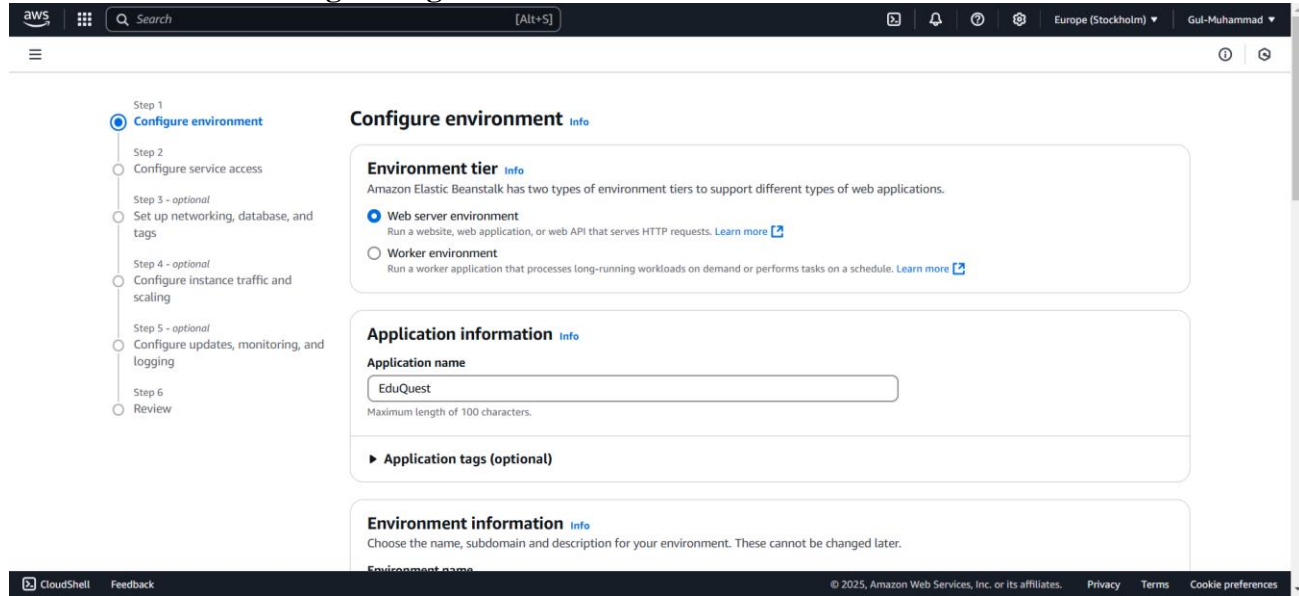 aws
Search
[Alt+S]
Europe (Stockholm) ▼
Gul-Muhammad ▼
Step 1
Configure environment
Step 2
Configure service access
Step 3 - optional
Set up networking, database, and
tags
Step 4 - optional
Configure instance traffic and
scaling
Step 5 - optional
Configure updates, monitoring, and
logging
Step 6
Review
Configure environment Info
Environment tier Info
Amazon Elastic Beanstalk has two types of environment tiers to support different types of web applications.
Web server environment
Run a website, web application, or web API that serves HTTP requests. Learn more
Worker environment
Run a worker application that processes long-running workloads on demand or performs tasks on a schedule. Learn more
Application information Info
Application name
EduQuest
Maximum length of 100 characters.
▶ Application tags (optional)
Environment information Info
Choose the name, subdomain and description for your environment. These cannot be changed later.
Environment name
CloudShell Feedback
© 2025, Amazon Web Services, Inc. or its affiliates. Privacy Terms Cookie preferences